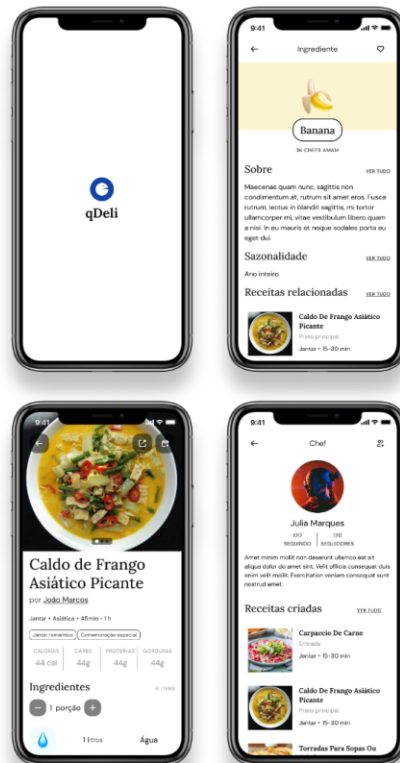 qDeli
9:41
Ingrediente
Banana
2K CHEFS AMAM
Sobre
VER TUDO
Maecenas quam nunc, sagittis non
condimentum at, rutrum sit amet eros. Fusce
rutrum, lectus in blandit sagittis, mi tortor
ullamcorper mi, vitae vestibulum libero quam
a nisi. In eu mauris et neque sodales porta eu
eget dui.
Sazonalidade
VER TUDO
Ano inteiro
Receitas relacionadas
VER TUDO
Caldo De Frango Asiático
Picante
Prato principal
Jantar • 15-30 min
9:41
Caldo de Frango
Asiático Picante
por João Marcos
Jantar • Asiática • 45min - 1 h
Jantar romântico
Comemoração especial
CALORIAS
CARBS
PROTEÍNAS
GORDURAS
44 cal
44g
44g
44g
Ingredientes
1 porção
1 litros
Água
9:41
Chef
Julia Marques
120
SEGUINDO
SEGUIDORES
Amet minim mollit non deserunt ullamco est sit
aliqua dolor do amet sint. Velit officia consequat duis
enim velit mollit. Exercitation veniam consequat sunt
nostrud amet.
Receitas criadas
VER TUDO
Carpaccio De Carne
Entrada
Jantar • 15-30 min
Caldo De Frango Asiático
Picante
Prato principal
Jantar • 15-30 min
Torradas Para Sopas Ou